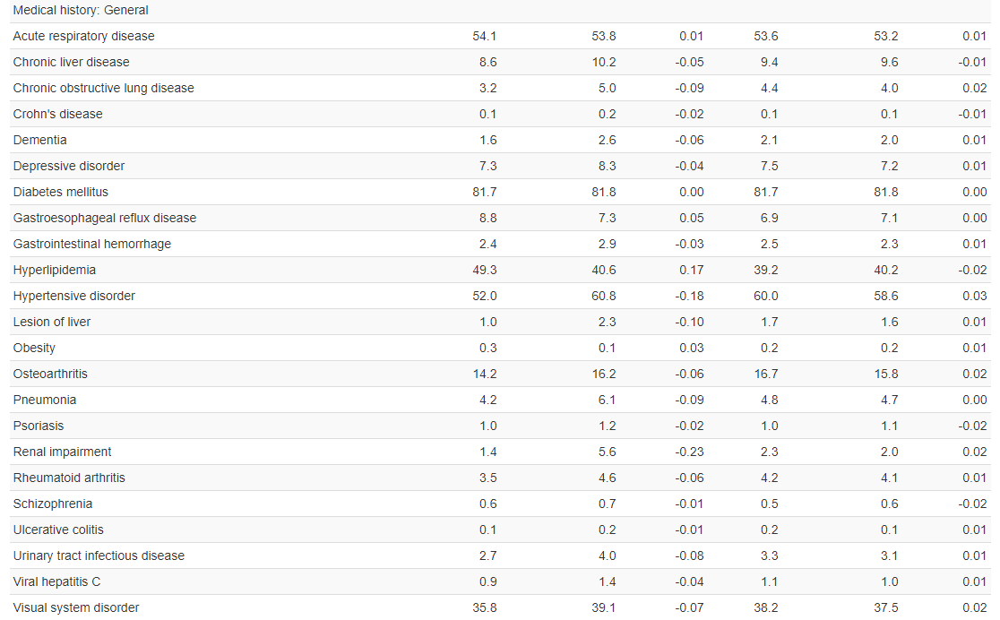 Medical history: General
Acute respiratory disease 54.1 53.8 0.01 53.6 53.2 0.01
Chronic liver disease 8.6 10.2 -0.05 9.4 9.6 -0.01
Chronic obstructive lung disease 3.2 5.0 -0.09 4.4 4.0 0.02
Crohn's disease 0.1 0.2 -0.02 0.1 0.1 -0.01
Dementia 1.6 2.6 -0.06 2.1 2.0 0.01
Depressive disorder 7.3 8.3 -0.04 7.5 7.2 0.01
Diabetes mellitus 81.7 81.8 0.00 81.7 81.8 0.00
Gastroesophageal reflux disease 8.8 7.3 0.05 6.9 7.1 0.00
Gastrointestinal hemorrhage 2.4 2.9 -0.03 2.5 2.3 0.01
Hyperlipidemia 49.3 40.6 0.17 39.2 40.2 -0.02
Hypertensive disorder 52.0 60.8 -0.18 60.0 58.6 0.03
Lesion of liver 1.0 2.3 -0.10 1.7 1.6 0.01
Obesity 0.3 0.1 0.03 0.2 0.2 0.01
Osteoarthritis 14.2 16.2 -0.06 16.7 15.8 0.02
Pneumonia 4.2 6.1 -0.09 4.8 4.7 0.00
Psoriasis 1.0 1.2 -0.02 1.0 1.1 -0.02
Renal impairment 1.4 5.6 -0.23 2.3 2.0 0.02
Rheumatoid arthritis 3.5 4.6 -0.06 4.2 4.1 0.01
Schizophrenia 0.6 0.7 -0.01 0.5 0.6 -0.02
Ulcerative colitis 0.1 0.2 -0.01 0.2 0.1 0.01
Urinary tract infectious disease 2.7 4.0 -0.08 3.3 3.1 0.01
Viral hepatitis C 0.9 1.4 -0.04 1.1 1.0 0.01
Visual system disorder 35.8 39.1 -0.07 38.2 37.5 0.02